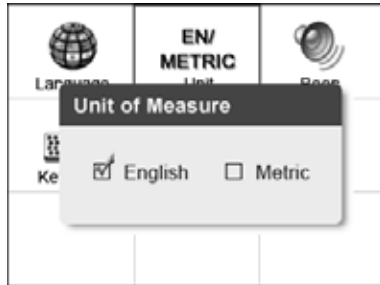 EN/
METRIC
Language Unit Beep
Unit of Measure
Ke
English Metric